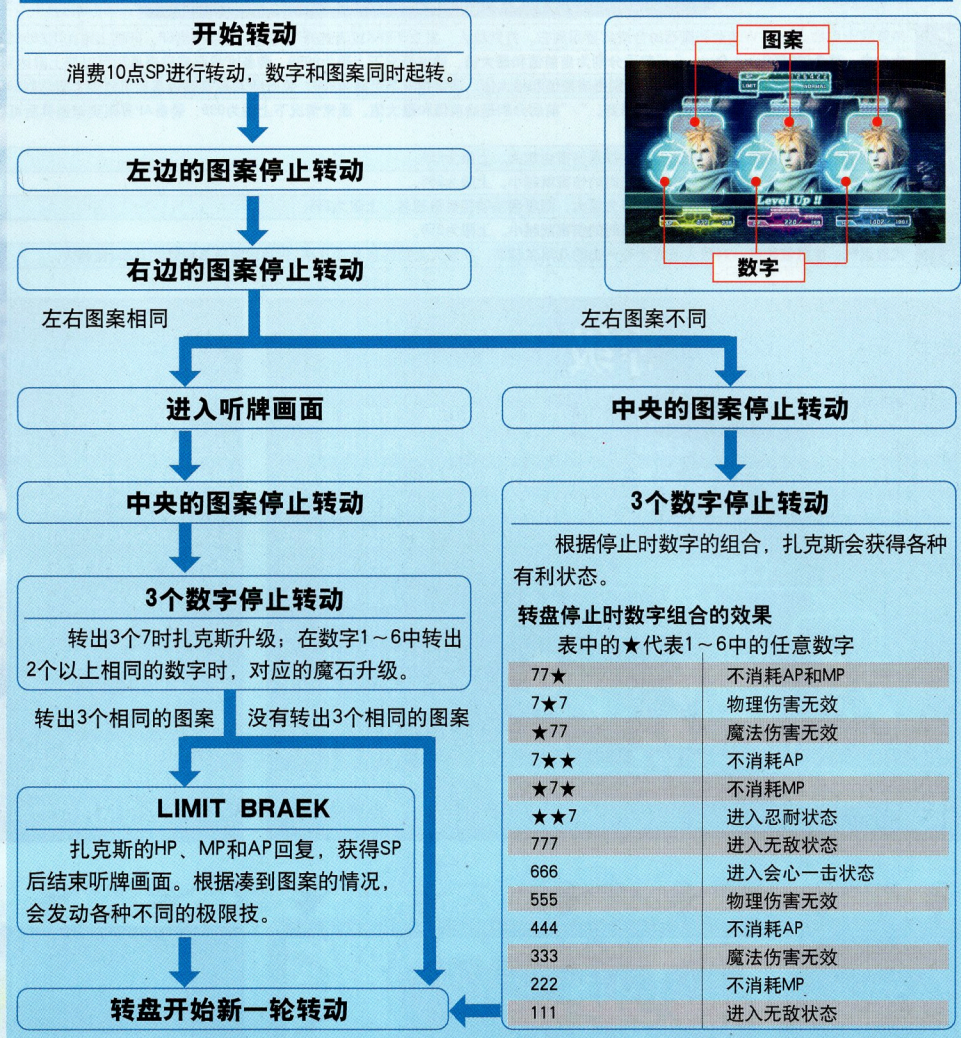 开始转动
消费10点SP进行转动，数字和图案同时起转。
图案
LIMIT
NORMAL
77 77 77
Level Up !!
数字
左边的图案停止转动
右边的图案停止转动
左右图案相同
左右图案不同
进入听牌画面
中央的图案停止转动
中央的图案停止转动
3个数字停止转动
转出3个7时扎克斯升级；在数字1～6中转出
2个以上相同的数字时，对应的魔石升级。
转出3个相同的图案
没有转出3个相同的图案
LIMIT BRAEK
扎克斯的HP、MP和AP回复，获得SP
后结束听牌画面。根据凑到图案的情况，
会发动各种不同的极限技。
3个数字停止转动
根据停止时数字的组合，扎克斯会获得各种
有利状态。
转盘停止时数字组合的效果
表中的★代表1～6中的任意数字
77★ 不消耗AP和MP
7★7 物理伤害无效
★77 魔法伤害无效
7★★ 不消耗AP
★7★ 不消耗MP
★★7 进入忍耐状态
777 进入无敌状态
666 进入会心一击状态
555 物理伤害无效
444 不消耗AP
333 魔法伤害无效
222 不消耗MP
111 进入无敌状态
转盘开始新一轮转动